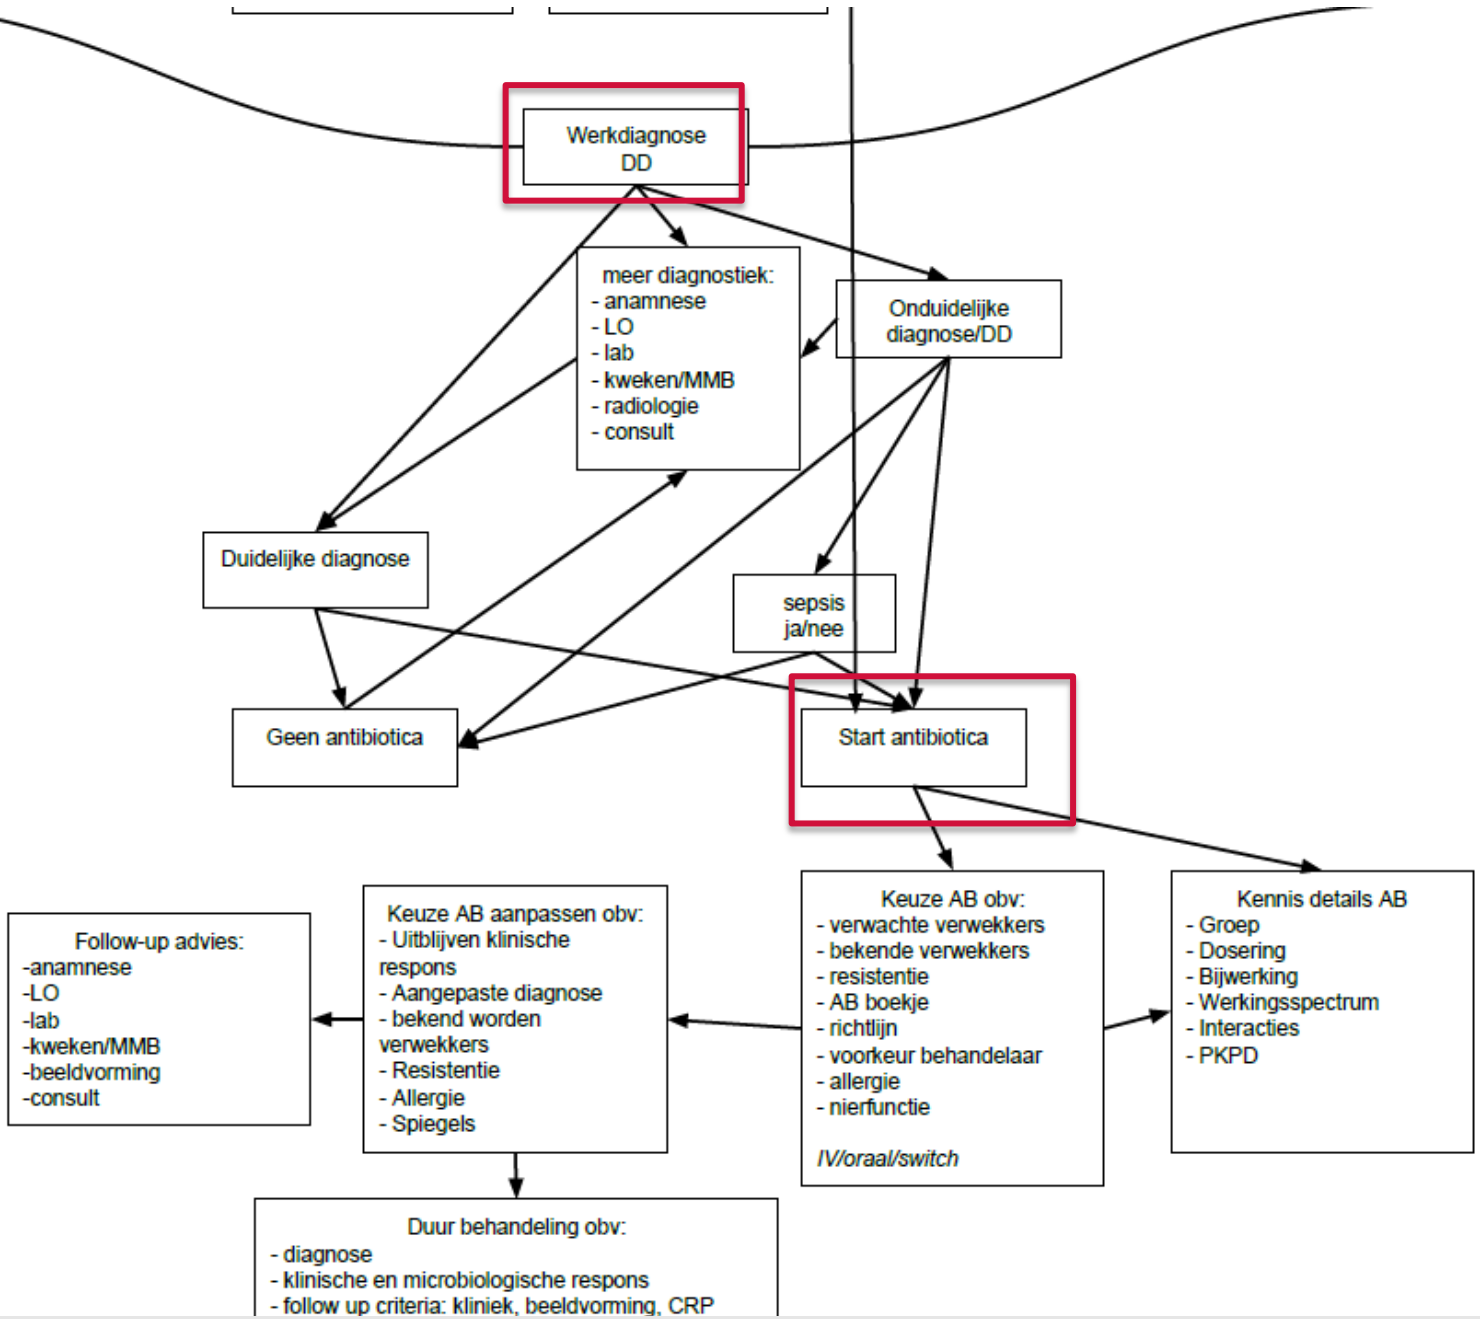 Werkdiagnose
DD
meer diagnostiek:
- anamnese
- LO
- lab
- kweken/MMB
- radiologie
- consult
Onduidelijke
diagnose/DD
Duidelijke diagnose
sepsis
ja/nee
Geen antibiotica
Start antibiotica
Follow-up advies:
-anamnese
-LO
-lab
-kweken/MMB
-beeldvorming
-consult
Keuze AB aanpassen obv:
- Uitblijven klinische
respons
- Aangepaste diagnose
- bekend worden
verwekkers
- Resistentie
- Allergie
- Spiegels
Keuze AB obv:
- verwachte verwekkers
- bekende verwekkers
- resistentie
- AB boekje
- richtlijn
- voorkeur behandelaar
- allergie
- nierfunctie
IV/oraal/switch
Kennis details AB
- Groep
- Dosering
- Bijwerking
- Werkingsspectrum
- Interacties
- PKPD
Duur behandeling obv:
- diagnose
- klinische en microbiologische respons
- follow up criteria: kliniek, beeldvorming, CRP